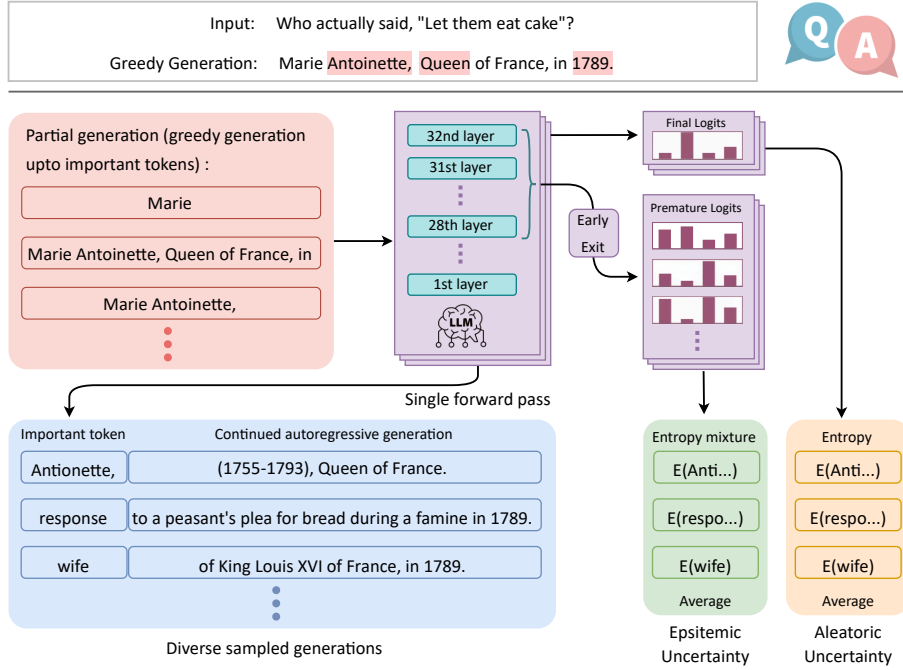 Input: Who actually said, "Let them eat cake"?
Greedy Generation: Marie Antoinette, Queen of France, in 1789.
Q
A
Partial generation (greedy generation
upto important tokens) :
Marie
Marie Antoinette, Queen of France, in
Marie Antoinette,
32nd layer
31st layer
28th layer
1st layer
LLM
Early
Exit
Final Logits
Premature Logits
Single forward pass
Important token
Continued autoregressive generation
Antionette,
(1755-1793), Queen of France.
response
to a peasant's plea for bread during a famine in 1789.
wife
of King Louis XVI of France, in 1789.
Diverse sampled generations
Entropy mixture
E(Anti...)
E(respo...)
E(wife)
Average
Epsitemic
Uncertainty
Entropy
E(Anti...)
E(respo...)
E(wife)
Average
Aleatoric
Uncertainty